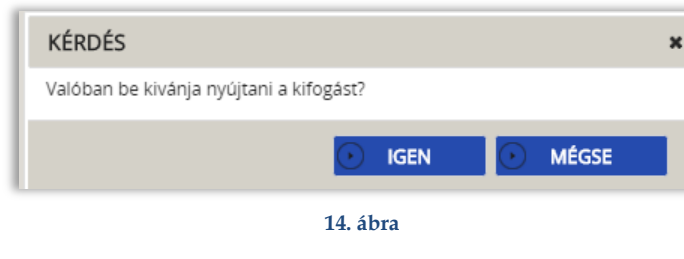 KÉRDÉS
Valóban be kivánja nyújtani a kifogást?
IGEN MÉGSE
14. ábra